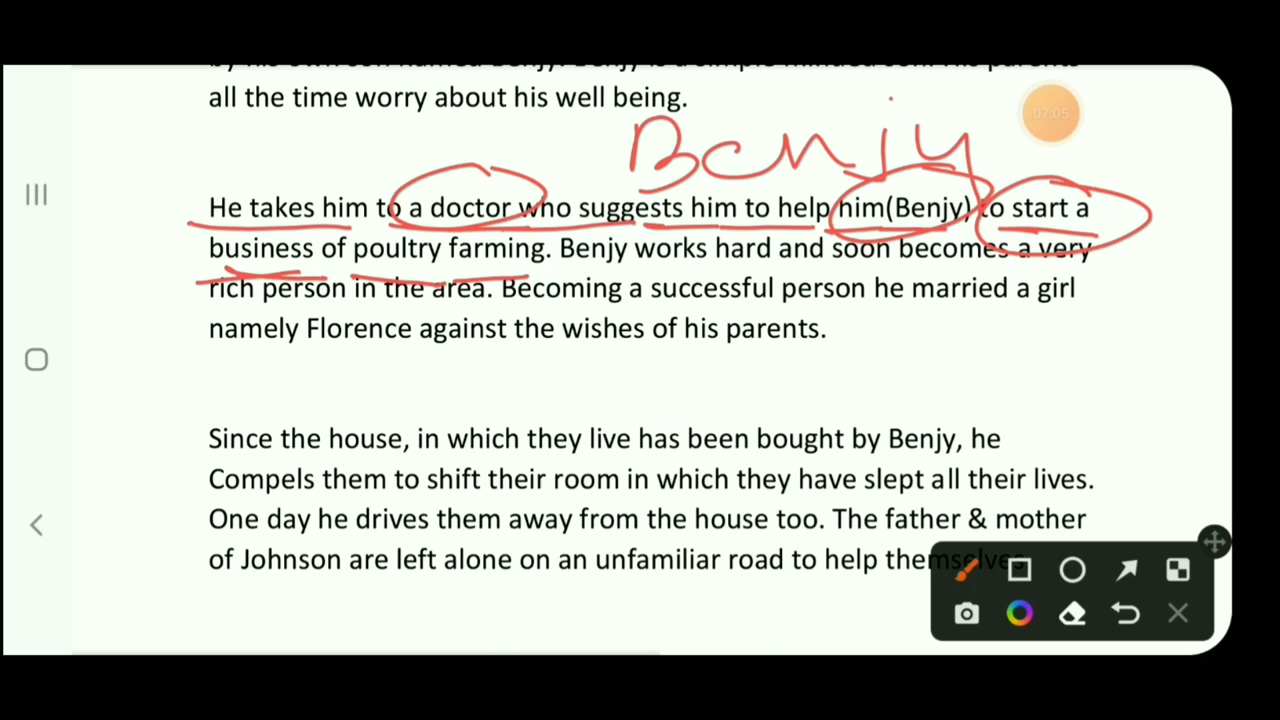 all the time worry about his well being.
07:05
Benjy
He takes him to a doctor who suggests him to help him(Benjy) to start a
business of poultry farming. Benjy works hard and soon becomes a very
rich person in the area. Becoming a successful person he married a girl
namely Florence against the wishes of his parents.
Since the house, in which they live has been bought by Benjy, he
Compels them to shift their room in which they have slept all their lives.
One day he drives them away from the house too. The father & mother
of Johnson are left alone on an unfamiliar road to help themselves